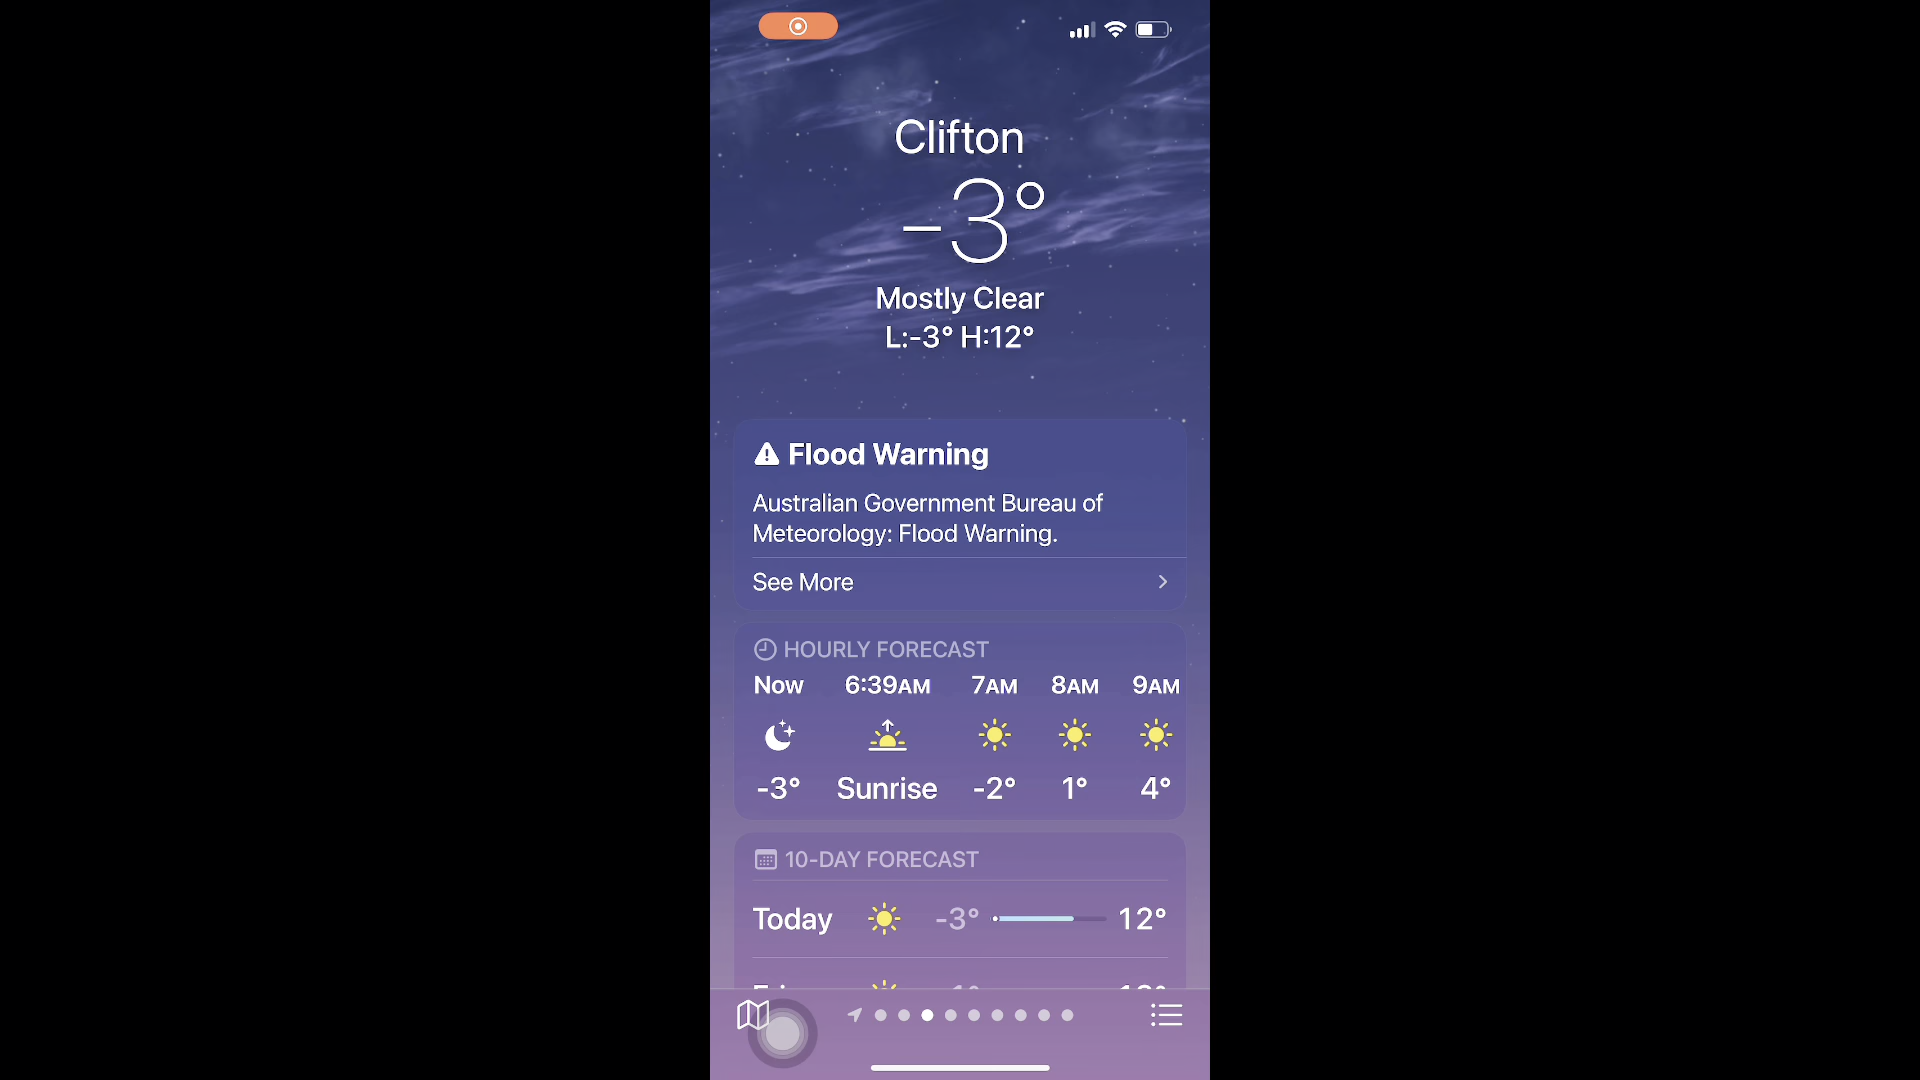 Clifton
-3°
Mostly Clear
L:-3° H:12°
Flood Warning
Australian Government Bureau of
Meteorology: Flood Warning.
See More
HOURLY FORECAST
Now 6:39AM 7AM 8AM 9AM
-3° Sunrise -2° 1° 4°
10-DAY FORECAST
Today -3° 12°